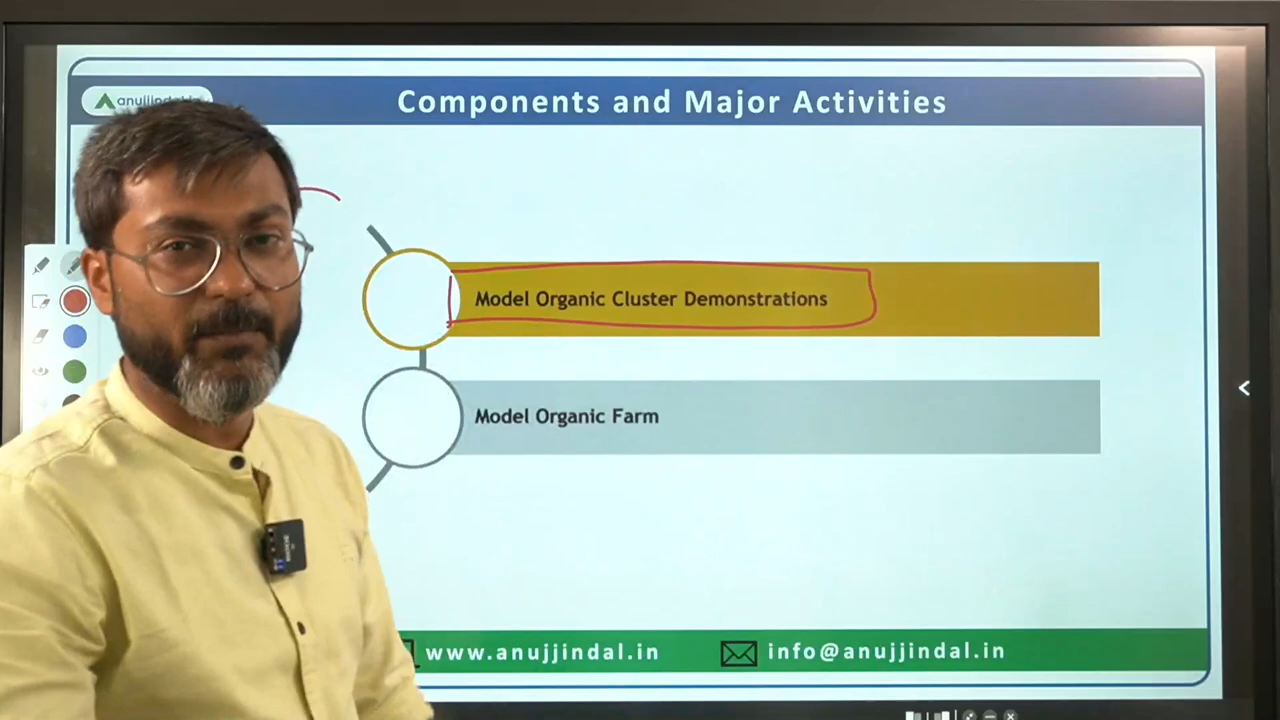 Components and Major Activities
Model Organic Cluster Demonstrations
Model Organic Farm
www.anujjindal.in
info@anujjindal.in